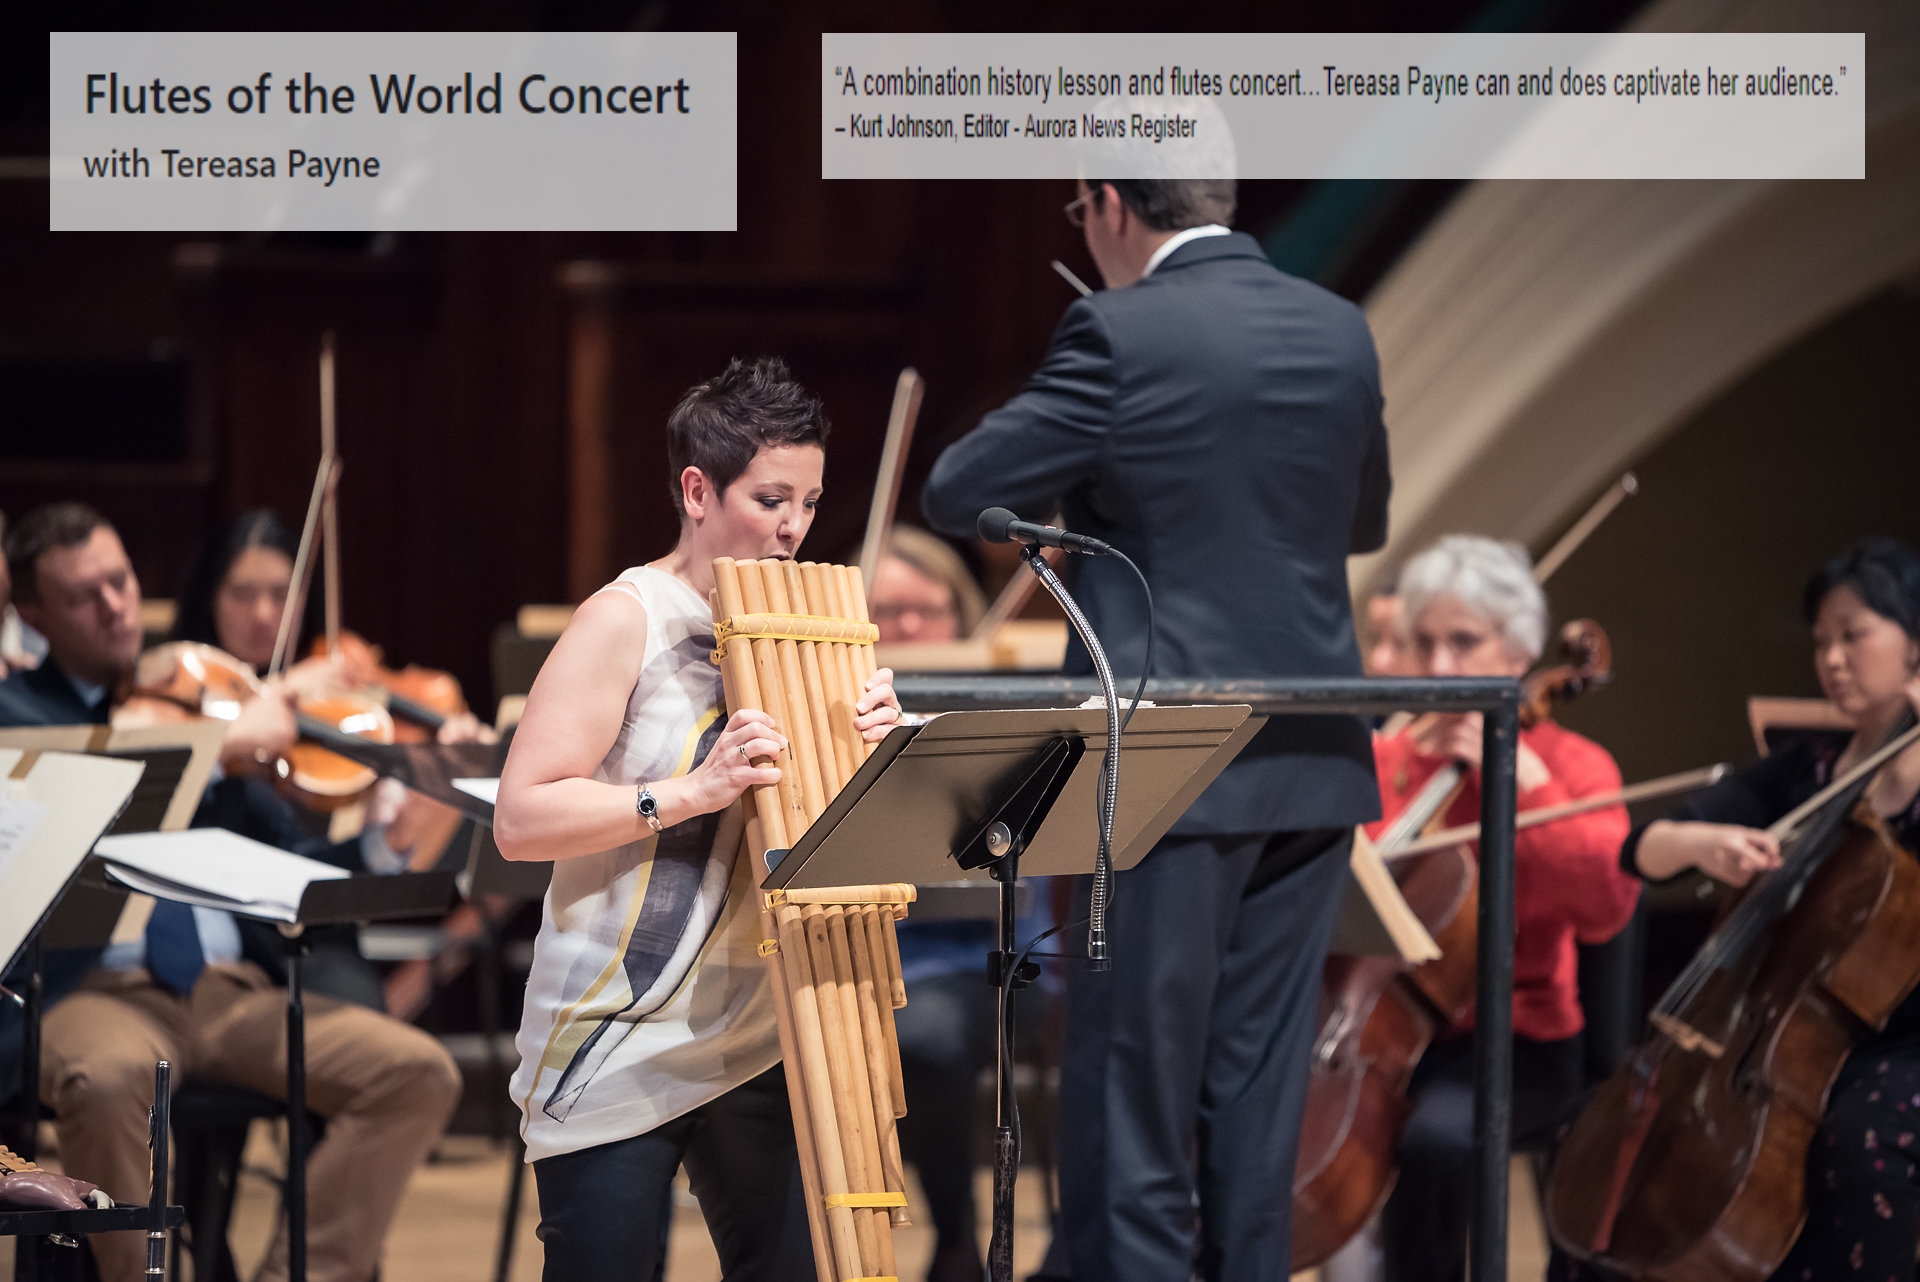 Flutes of the World Concert
with Tereasa Payne
“A combination history lesson and flutes concert...Tereasa Payne can and does captivate her audience.”
– Kurt Johnson, Editor - Aurora News Register